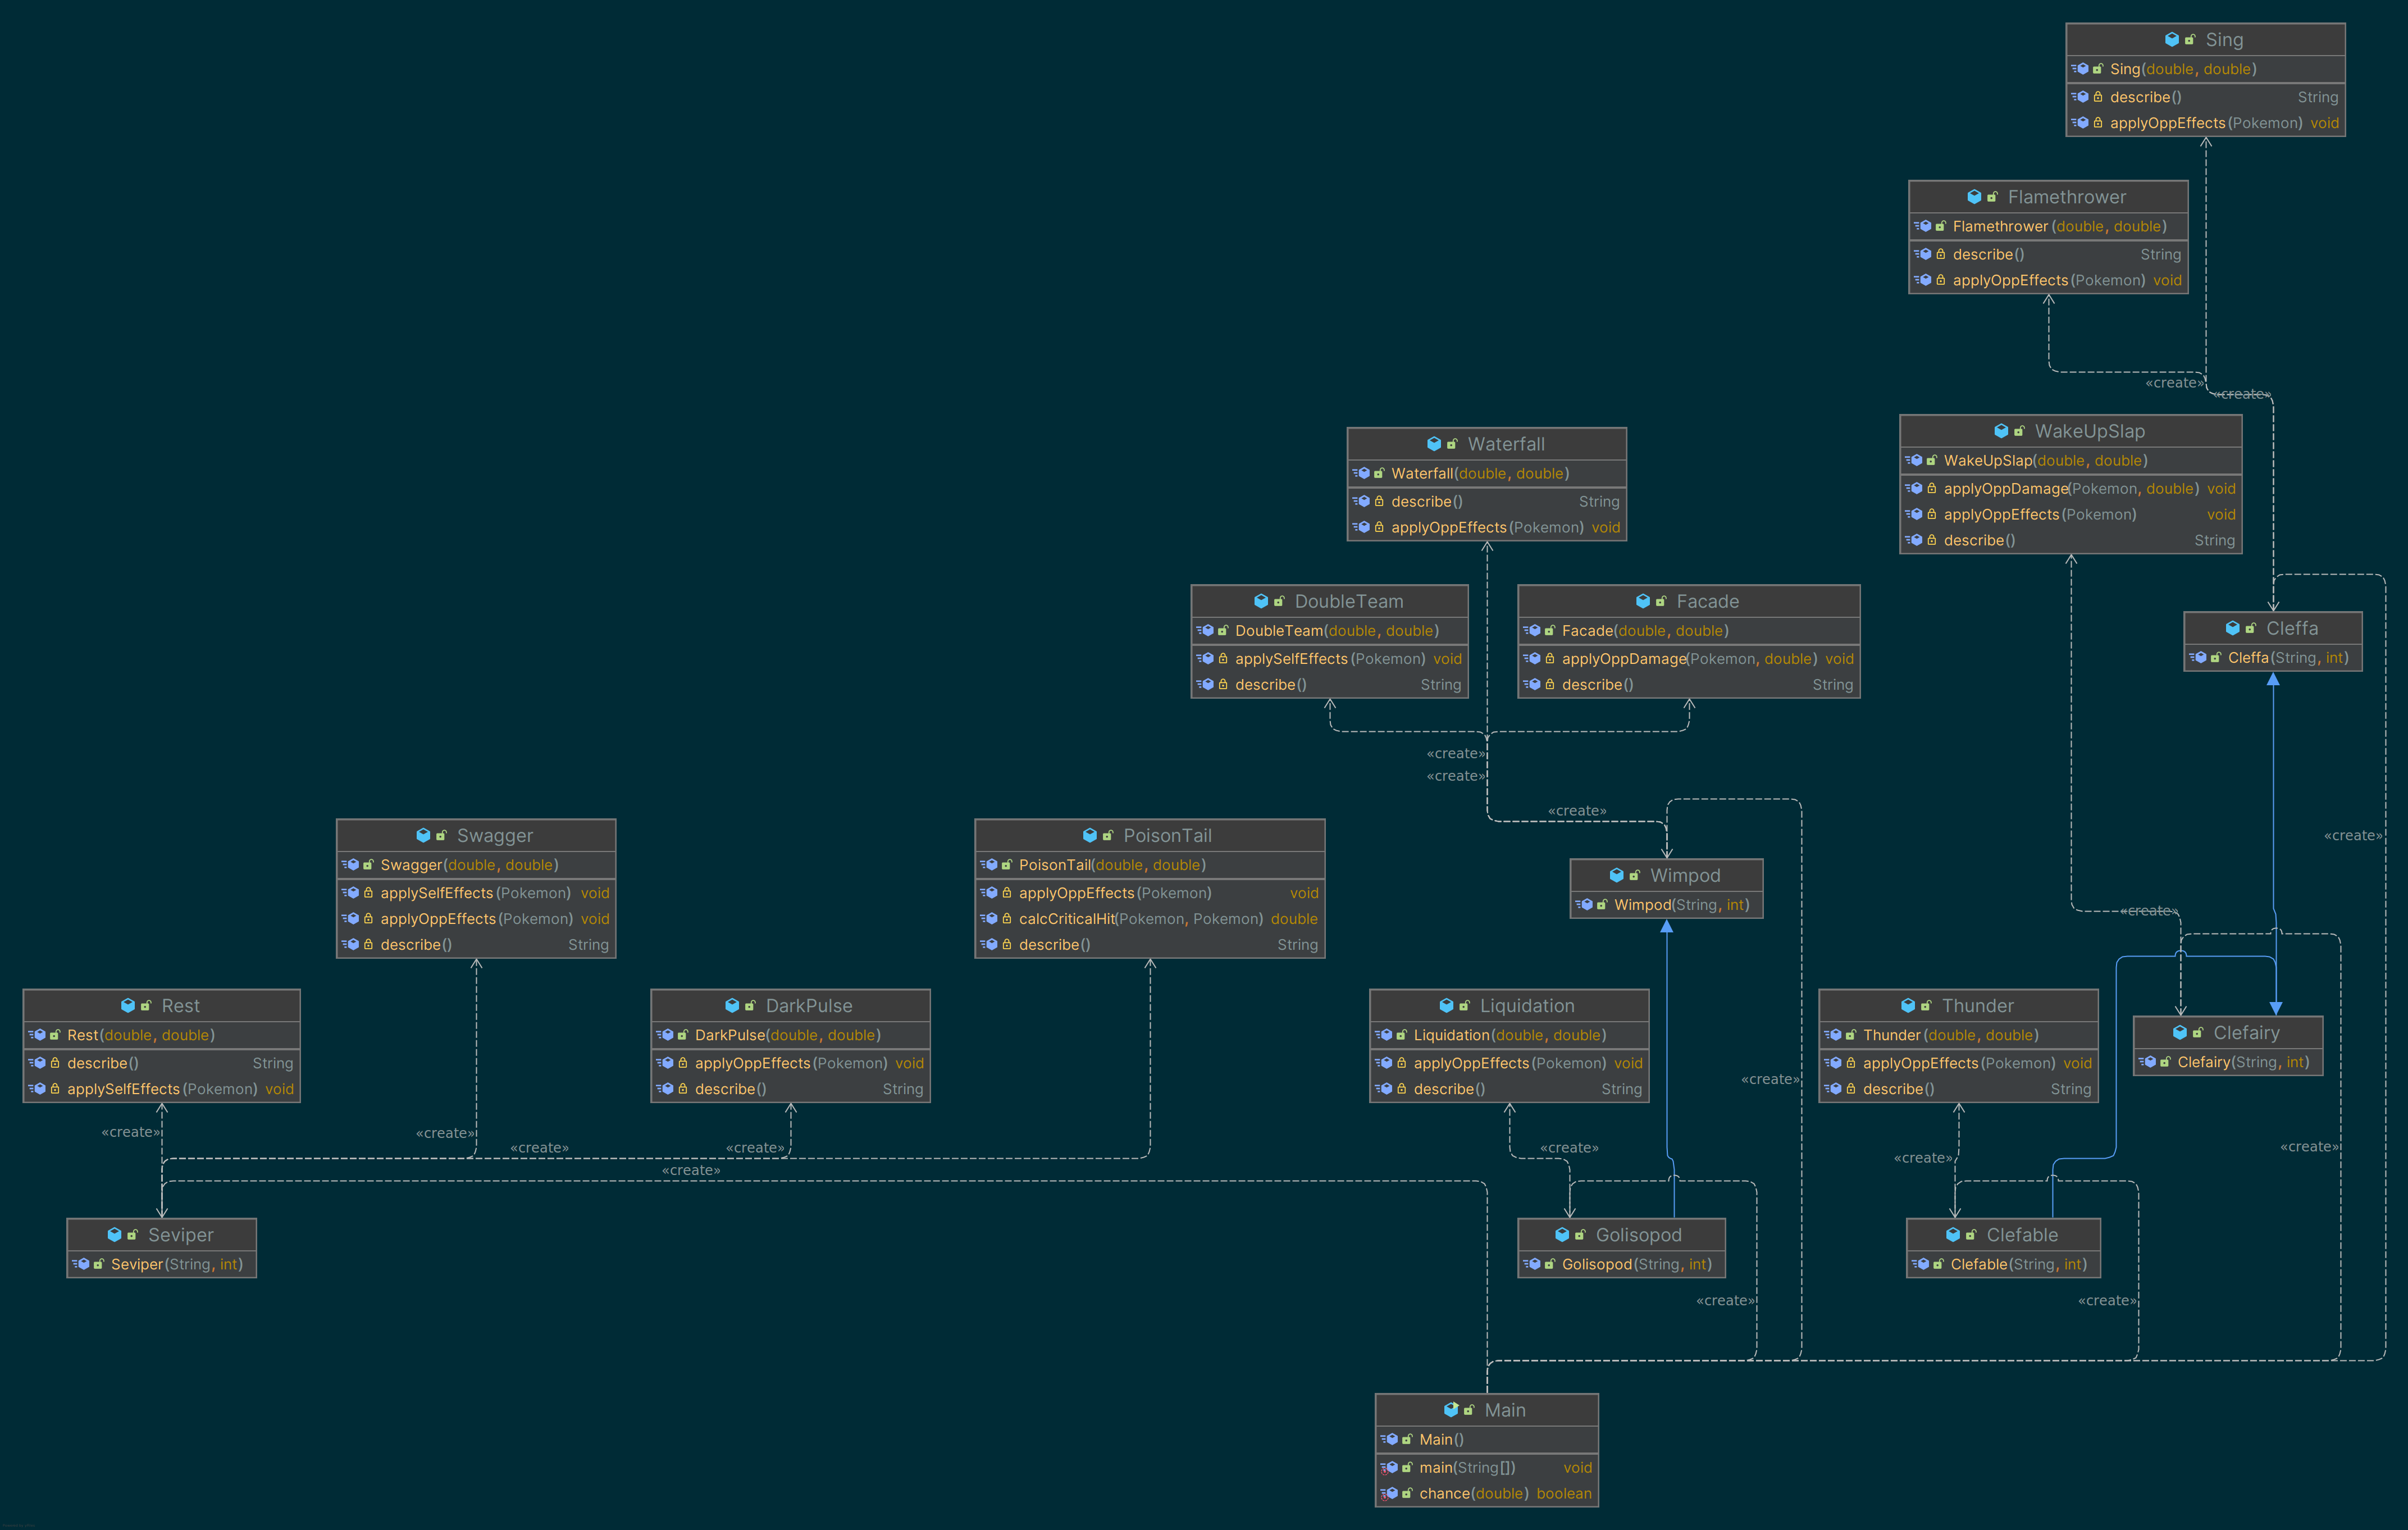 Sing
Sing(double, double)
describe() String
applyOppEffects(Pokemon) void
Flamethrower
Flamethrower(double, double)
describe() String
applyOppEffects(Pokemon) void
«create»
«create»
WakeUpSlap
WakeUpSlap(double, double)
applyOppDamage(Pokemon, double) void
applyOppEffects(Pokemon) void
describe() String
Waterfall
Waterfall(double, double)
describe() String
applyOppEffects(Pokemon) void
DoubleTeam
DoubleTeam(double, double)
applySelfEffects(Pokemon) void
describe() String
Facade
Facade(double, double)
applyOppDamage(Pokemon, double) void
describe() String
Cleffa
Cleffa(String, int)
«create»
«create»
«create»
«create»
Swagger
Swagger(double, double)
applySelfEffects(Pokemon) void
applyOppEffects(Pokemon) void
describe() String
PoisonTail
PoisonTail(double, double)
applyOppEffects(Pokemon) void
calcCriticalHit(Pokemon, Pokemon) double
describe() String
Wimpod
Wimpod(String, int)
«create»
Rest
Rest(double, double)
describe() String
applySelfEffects(Pokemon) void
DarkPulse
DarkPulse(double, double)
applyOppEffects(Pokemon) void
describe() String
Liquidation
Liquidation(double, double)
applyOppEffects(Pokemon) void
describe() String
Thunder
Thunder(double, double)
applyOppEffects(Pokemon) void
describe() String
Clefairy
Clefairy(String, int)
«create»
«create»
«create»
«create»
«create»
«create»
«create»
«create»
«create»
Seviper
Seviper(String, int)
Golisopod
Golisopod(String, int)
Clefable
Clefable(String, int)
«create»
«create»
Main
Main()
main(String[]) void
chance(double) boolean